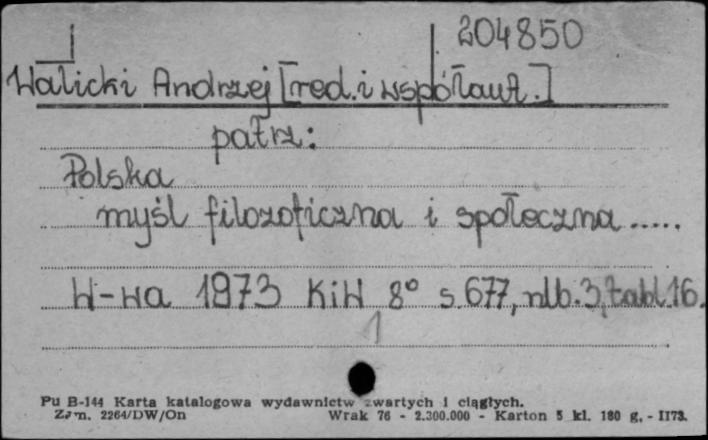 204850
Walicki Andrzej [red. i współaut.]
patrz:
Polska
myśl filozoficzna i społeczna.....
W-wa 1973 KiW 8° s.677, nlb.3, tabl.16.
1
Pu B-144 Karta katalogowa wydawnictw zwartych i ciągłych.
Zam. 2264/DW/On Wrak 76 - 2.300.000 - Karton 5 kl. 180 g. - II73.